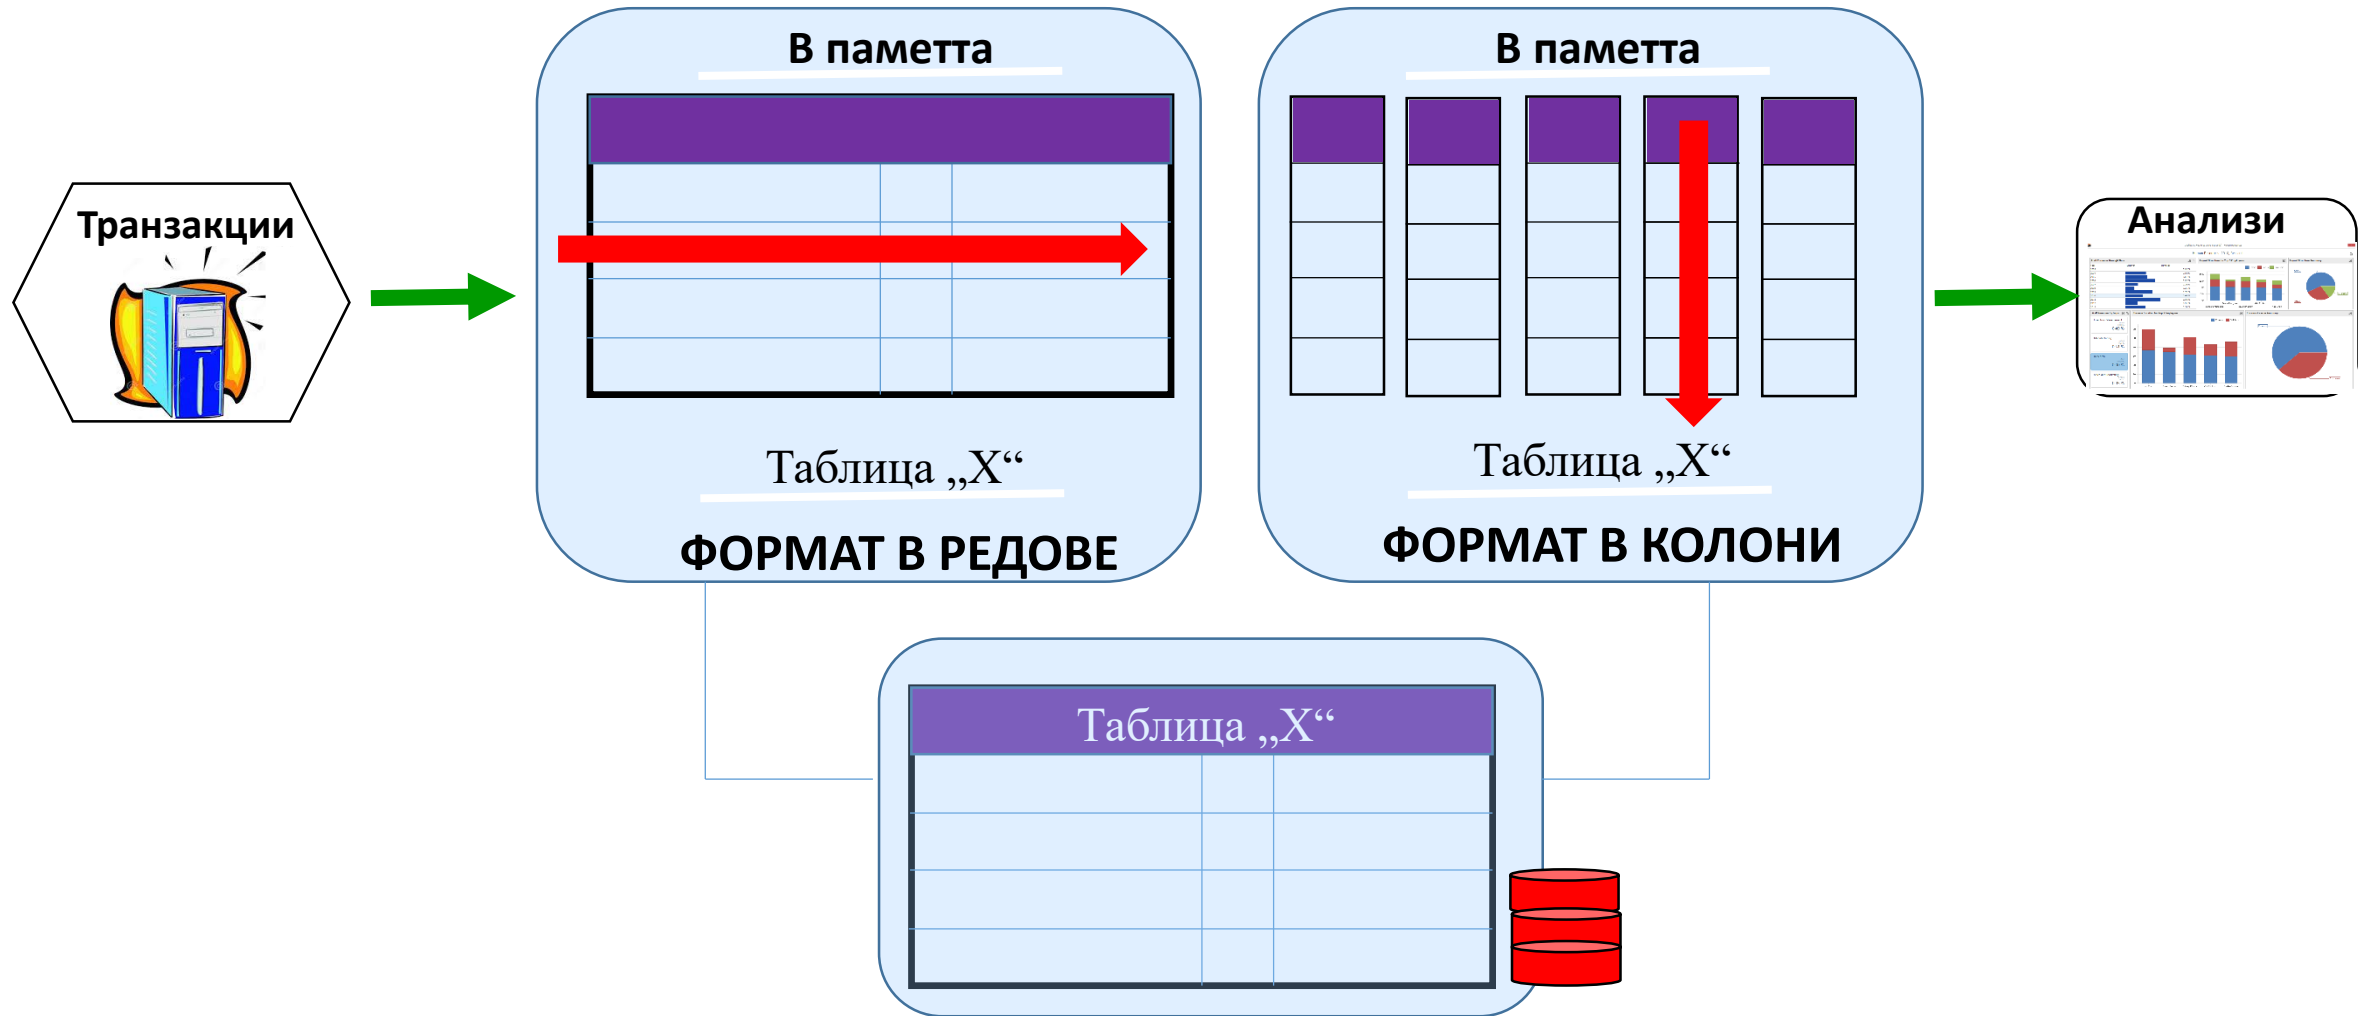 В паметта
В паметта
Транзакции
Анализи
Таблица „X“
Таблица „X“
ФОРМАТ В РЕДОВЕ
ФОРМАТ В КОЛОНИ
Таблица „X“